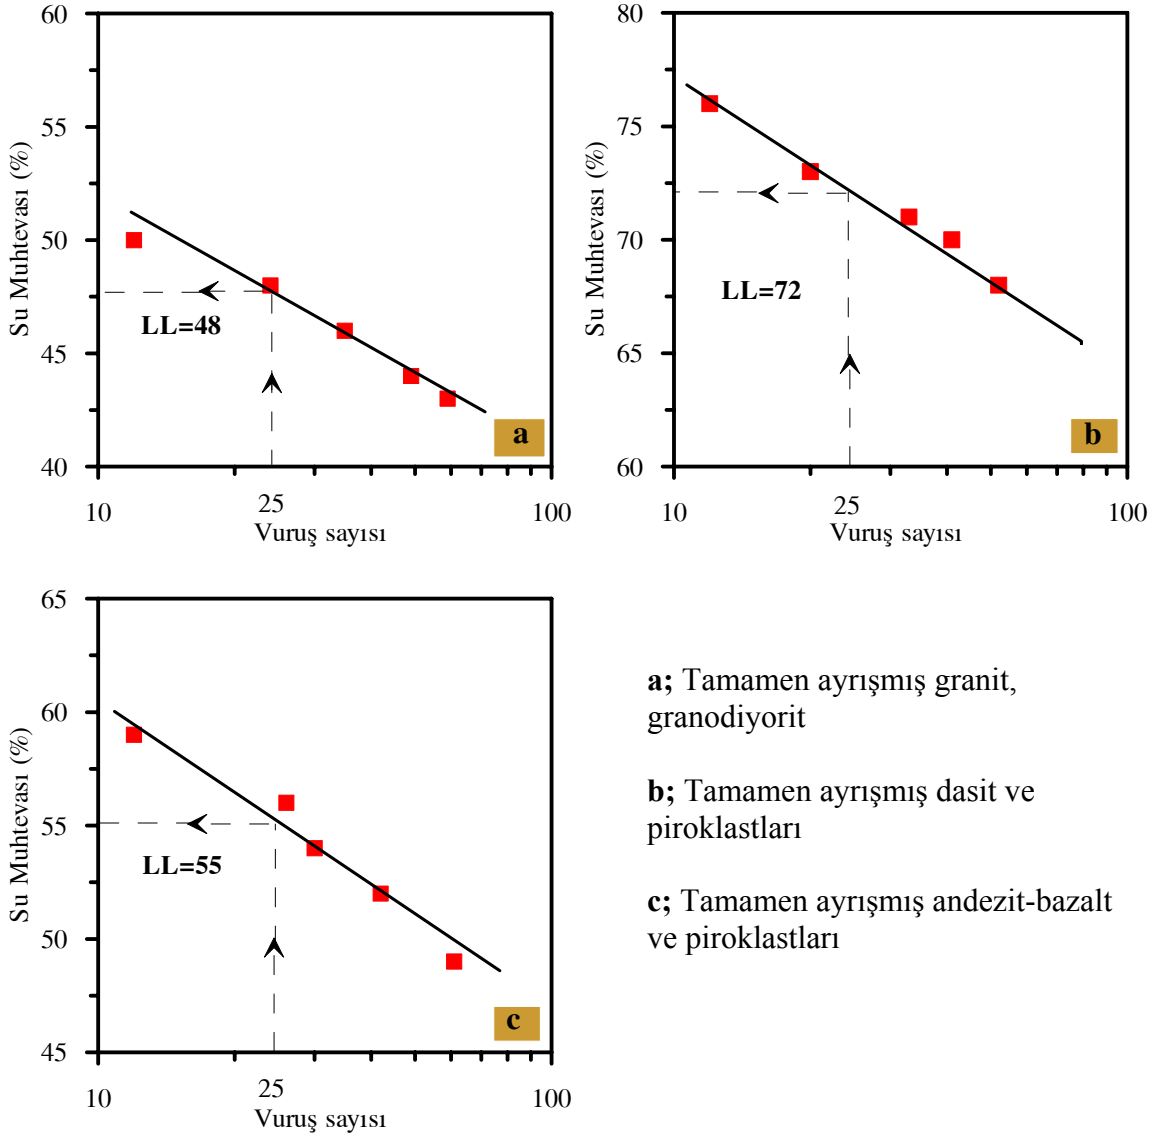 60
55
50
45
40
Su Muhtevası (%)
LL=48
a
10
25
100
Vuruş sayısı
80
75
70
65
60
Su Muhtevası (%)
LL=72
b
10
25
100
Vuruş sayısı
65
60
55
50
45
Su Muhtevası (%)
LL=55
c
10
25
100
Vuruş sayısı
a; Tamamen ayrışmış granit,
granodiyorit
b; Tamamen ayrışmış dasit ve
piroklastları
c; Tamamen ayrışmış andezit-bazalt
ve piroklastları